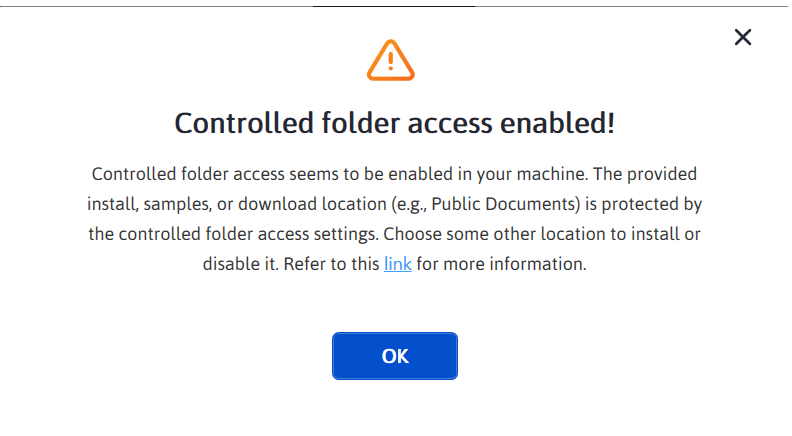 Controlled folder access enabled!
Controlled folder access seems to be enabled in your machine. The provided
install, samples, or download location (e.g., Public Documents) is protected by
the controlled folder access settings. Choose some other location to install or
disable it. Refer to this link for more information.
OK